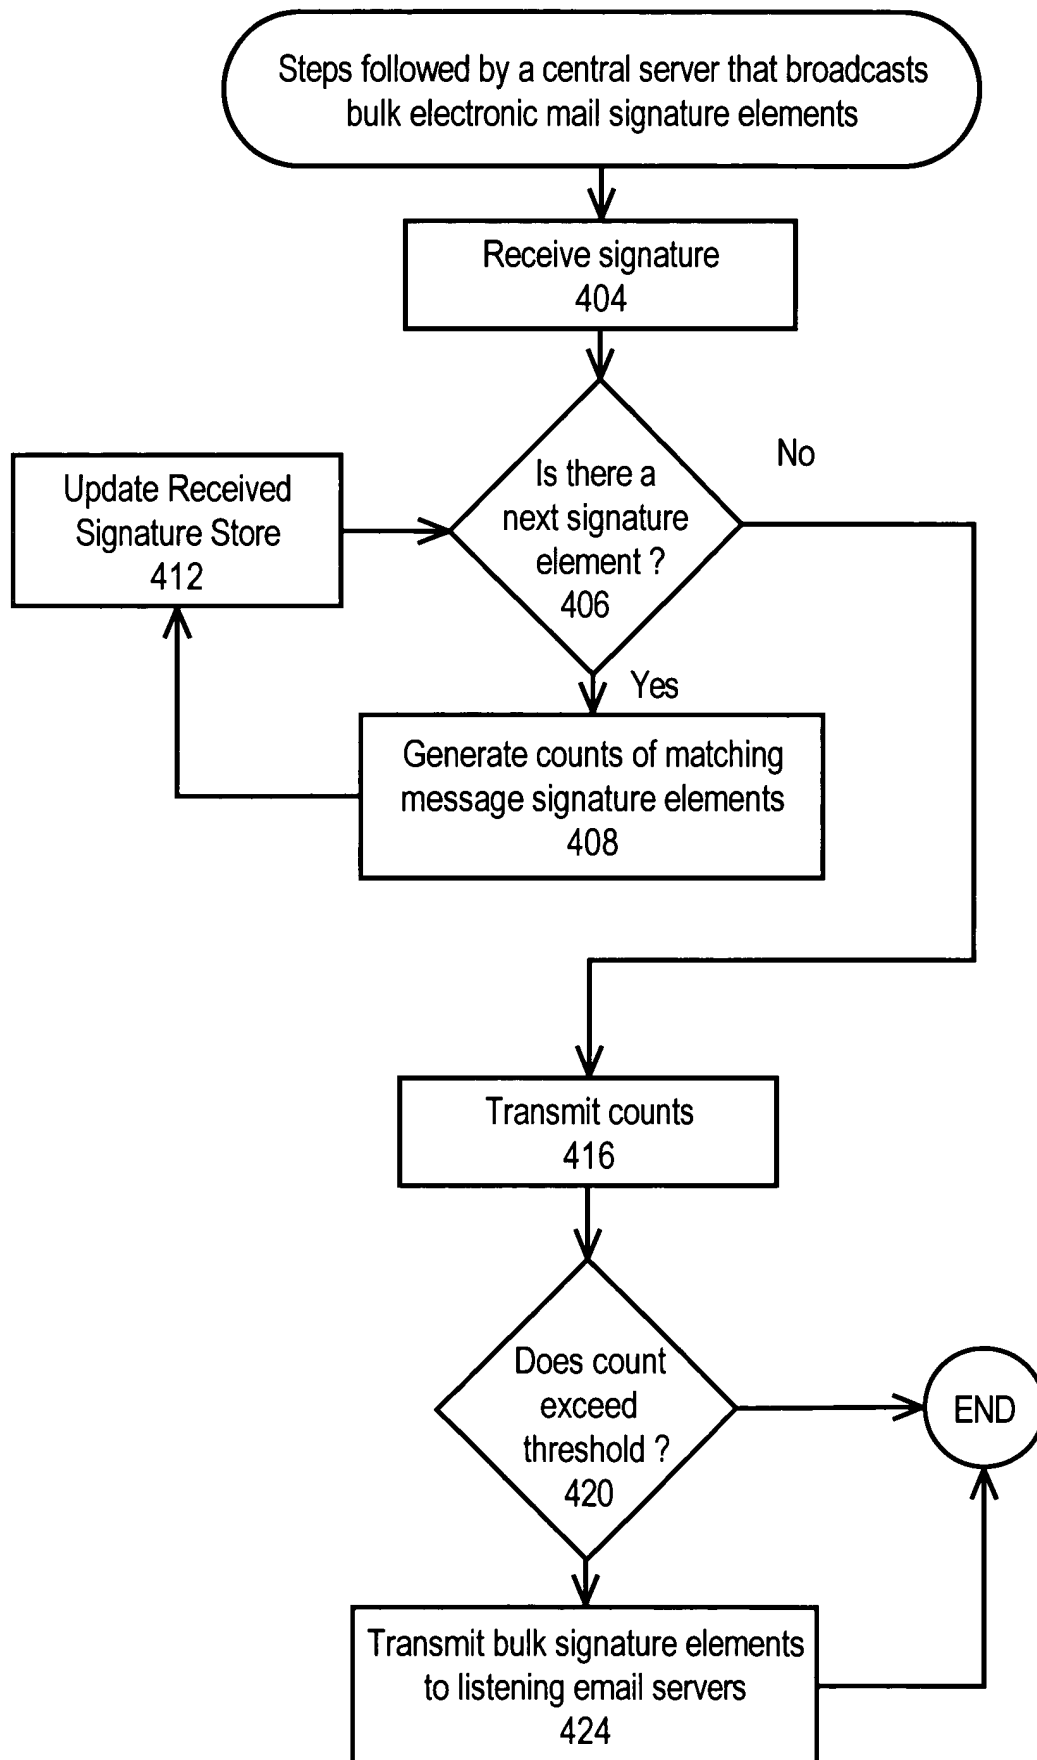 Steps followed by a central server that broadcasts
bulk electronic mail signature elements
Receive signature
404
No
Is there a
next signature
element ?
406
Update Received
Signature Store
412
Yes
Generate counts of matching
message signature elements
408
Transmit counts
416
Does count
exceed
threshold ?
420
END
Transmit bulk signature elements
to listening email servers
424